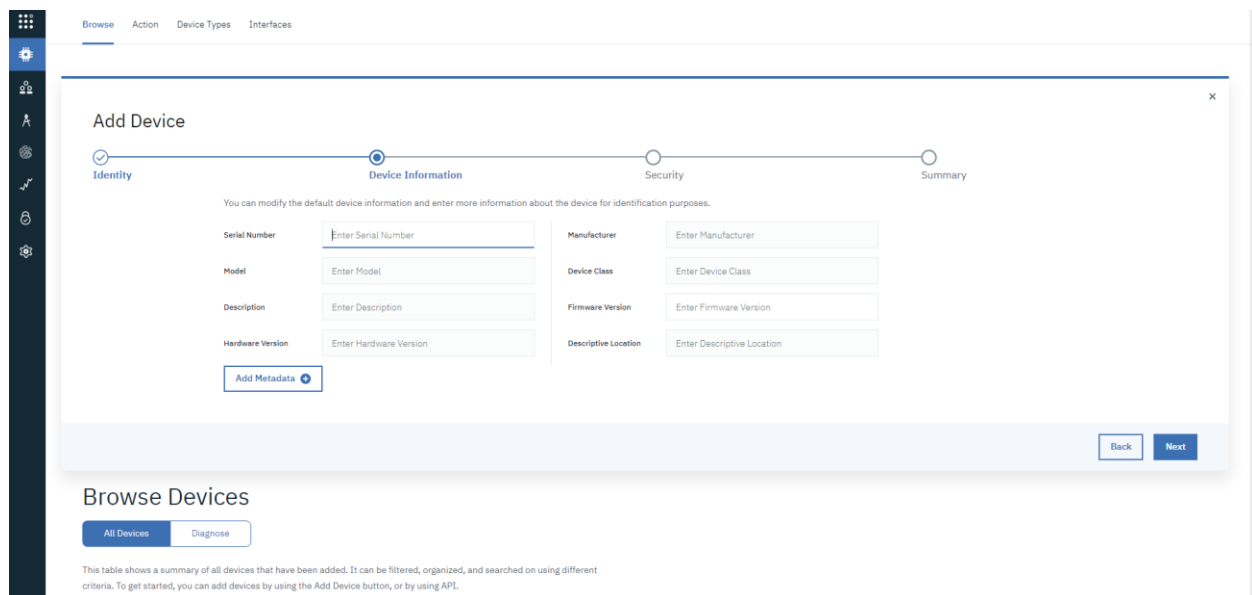 Browse Action Device Types Interfaces
×
Add Device
Identity Device Information Security Summary
You can modify the default device information and enter more information about the device for identification purposes.
Serial Number Enter Serial Number Manufacturer Enter Manufacturer
Model Enter Model Device Class Enter Device Class
Description Enter Description Firmware Version Enter Firmware Version
Hardware Version Enter Hardware Version Descriptive Location Enter Descriptive Location
Add Metadata
Back Next
Browse Devices
All Devices Diagnose
This table shows a summary of all devices that have been added. It can be filtered, organized, and searched on using different
criteria. To get started, you can add devices by using the Add Device button, or by using API.